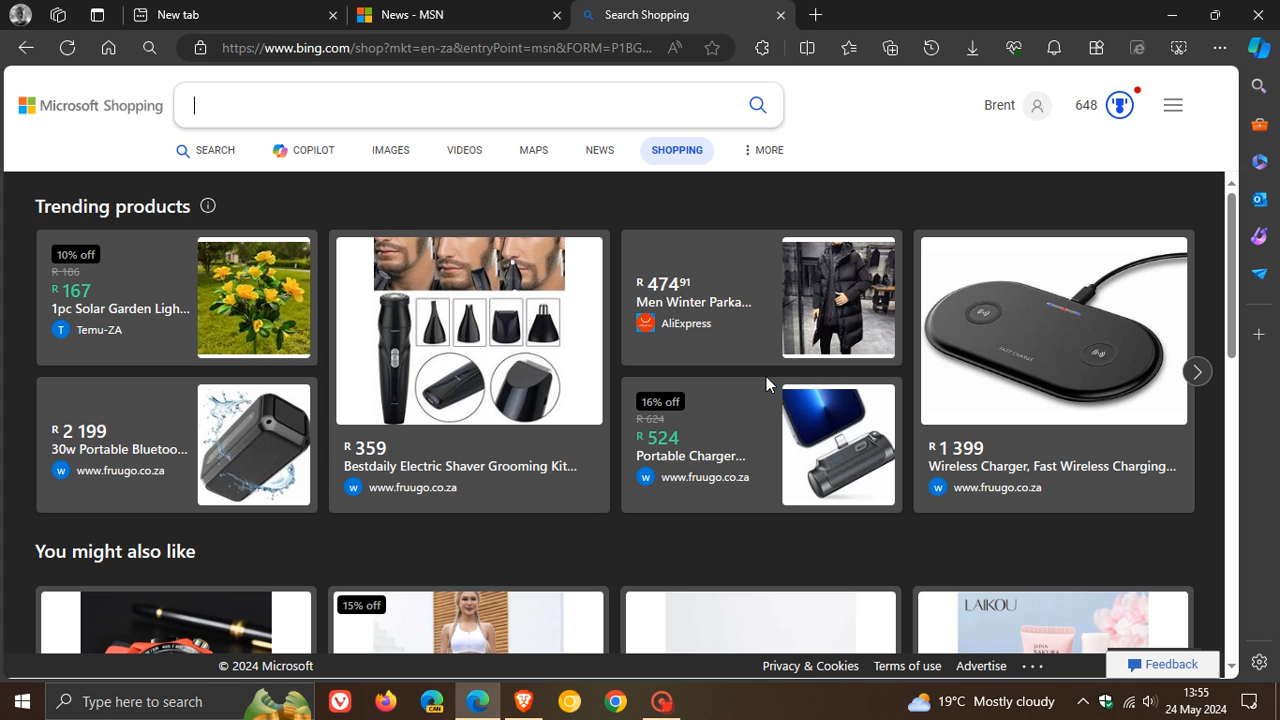 New tab
News - MSN
Search Shopping
https://www.bing.com/shop?mkt=en-za&entryPoint=msn&FORM=P1BG...
Microsoft Shopping
Brent
648
SEARCH
COPILOT
IMAGES
VIDEOS
MAPS
NEWS
SHOPPING
MORE
Trending products
10% off
R 186
R 167
1pc Solar Garden Ligh...
T Temu-ZA
R 2 199
30w Portable Bluetoo...
w www.fruugo.co.za
R 359
Bestdaily Electric Shaver Grooming Kit...
w www.fruugo.co.za
R 474 91
Men Winter Parka...
AliExpress
16% off
R 624
R 524
Portable Charger...
w www.fruugo.co.za
FAST CHARGE
R 1 399
Wireless Charger, Fast Wireless Charging...
w www.fruugo.co.za
You might also like
15% off
LAIKOU
JAPAN
SAKURA
© 2024 Microsoft
Privacy & Cookies
Terms of use
Advertise
Feedback
Type here to search
CAN
19°C Mostly cloudy
13:55
24 May 2024